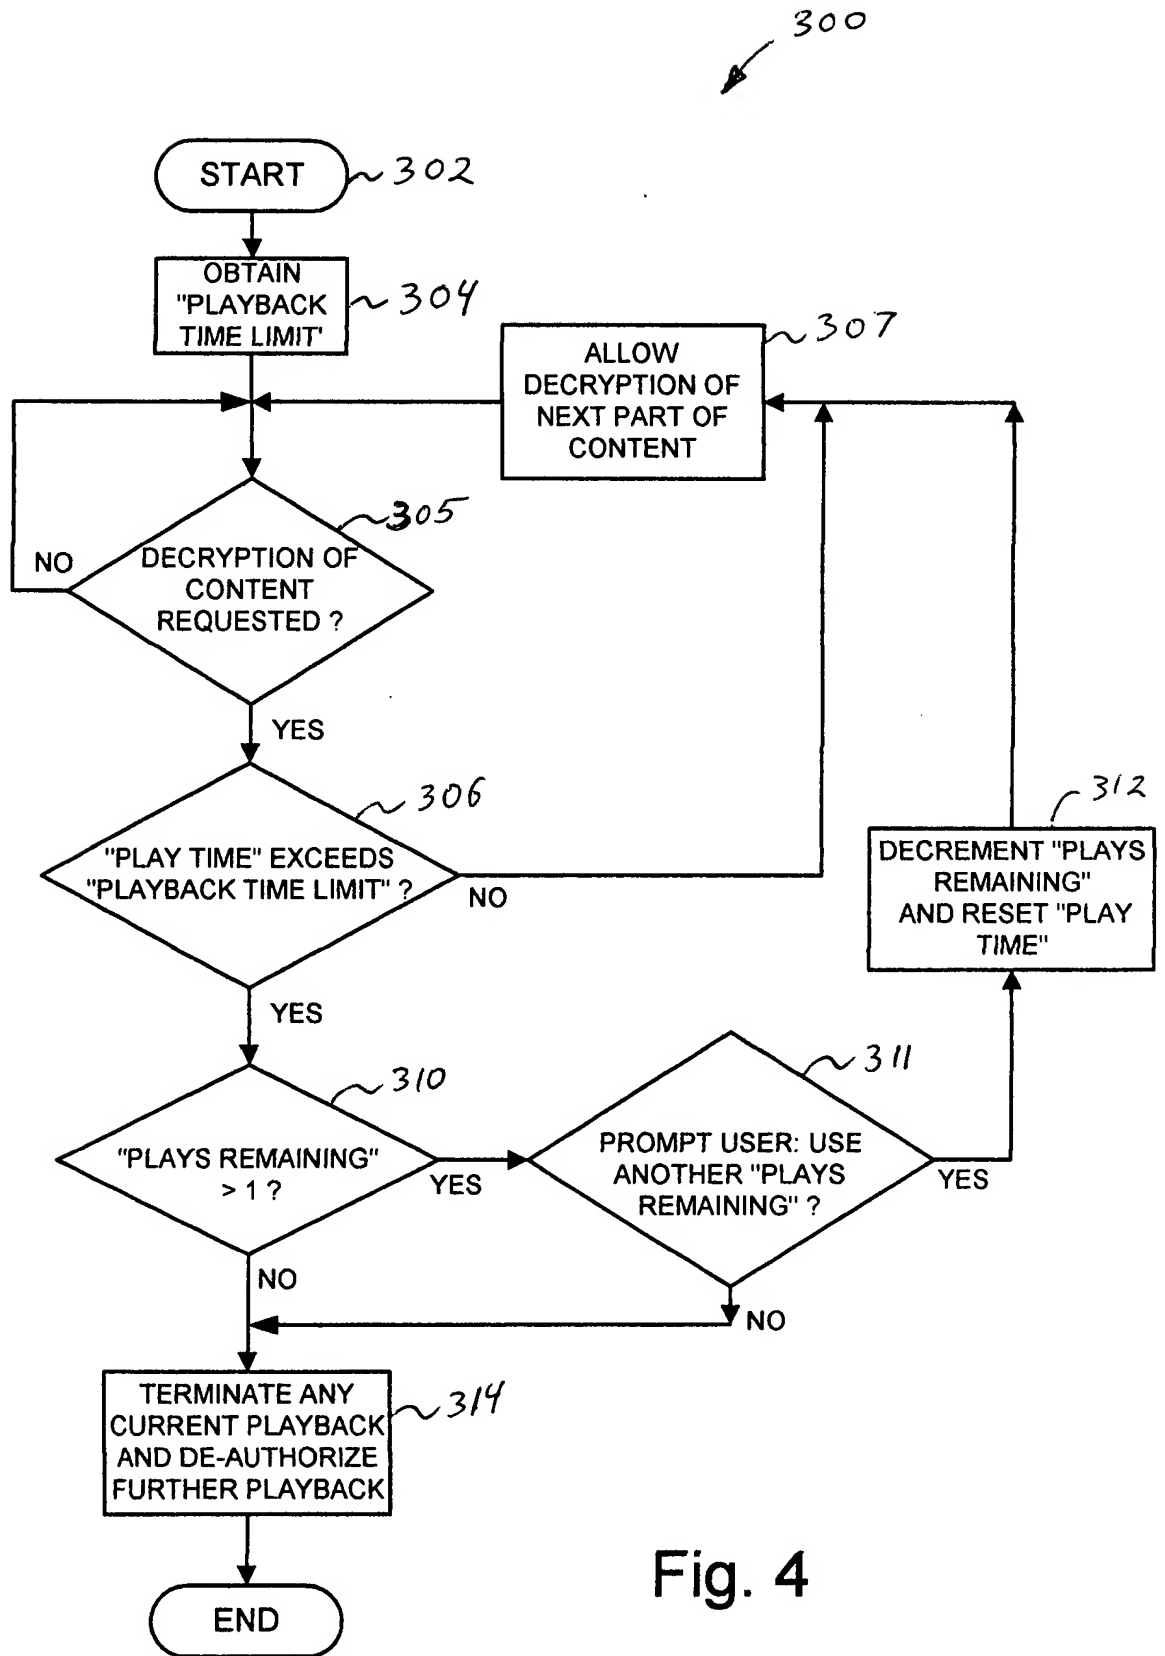 300
START
302
OBTAIN
"PLAYBACK
TIME LIMIT'
304
307
ALLOW
DECRYPTION OF
NEXT PART OF
CONTENT
305
NO
DECRYPTION OF
CONTENT
REQUESTED ?
YES
306
"PLAY TIME" EXCEEDS
"PLAYBACK TIME LIMIT" ?
NO
312
DECREMENT "PLAYS
REMAINING"
AND RESET "PLAY
TIME"
YES
310
"PLAYS REMAINING"
> 1 ?
YES
311
PROMPT USER: USE
ANOTHER "PLAYS
REMAINING" ?
YES
NO
NO
TERMINATE ANY
CURRENT PLAYBACK
AND DE-AUTHORIZE
FURTHER PLAYBACK
314
END
Fig. 4